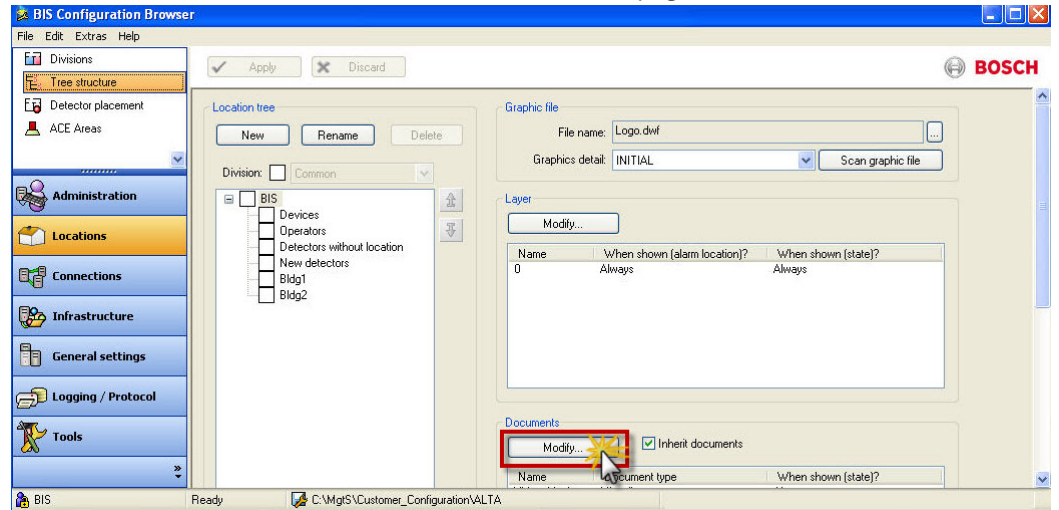 BIS Configuration Browser
File Edit Extras Help
Divisions
Tree structure
Detector placement
ACE Areas
Administration
Locations
Connections
Infrastructure
General settings
Logging / Protocol
Tools
Apply Discard
BOSCH
Location tree
New Rename Delete
Division: Common
BIS
Devices
Operators
Detectors without location
New detectors
Bldg1
Bldg2
Graphic file
File name: Logo.dwf ...
Graphics detail: INITIAL Scan graphic file
Layer
Modify...
Name When shown (alarm location)? When shown (state)?
0 Always Always
Documents
Modify... Inherit documents
Name Document type When shown (state)?
BIS Ready C:\MgtS\Customer_Configuration\ALTA